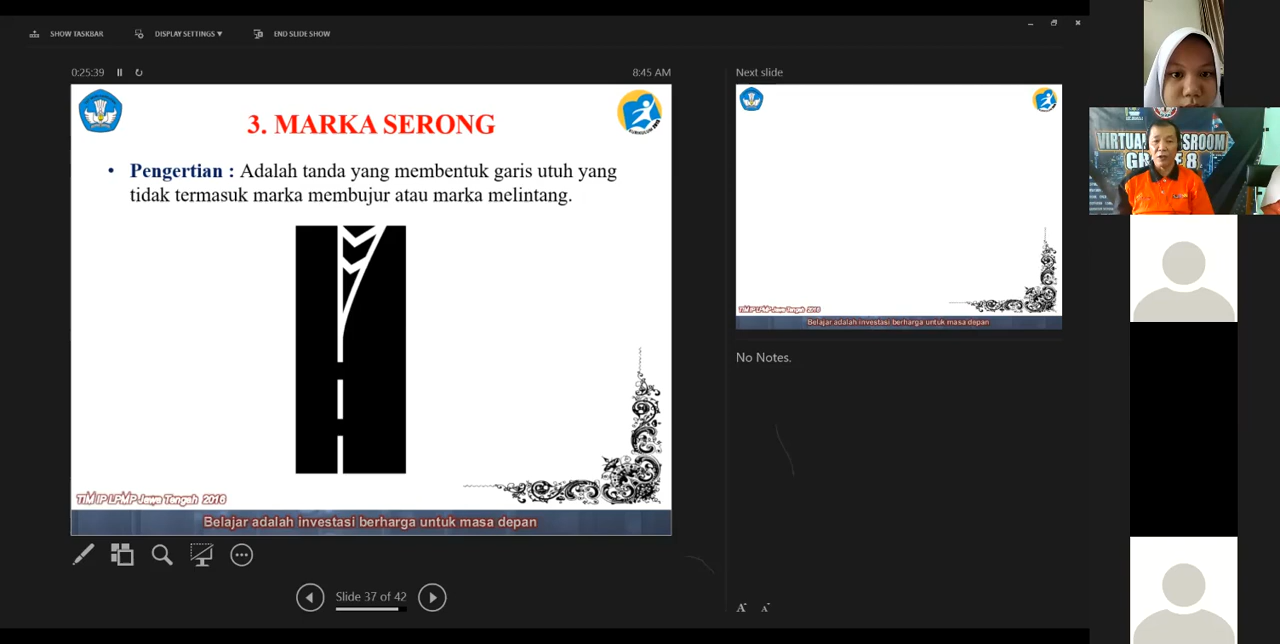 SHOW TASKBAR
DISPLAY SETTINGS ▼
END SLIDE SHOW
0:25:39
8:45 AM
3. MARKA SERONG
• Pengertian : Adalah tanda yang membentuk garis utuh yang
tidak termasuk marka membujur atau marka melintang.
TIM IP LPMP Jawa Tengah 2016
Belajar adalah investasi berharga untuk masa depan
Slide 37 of 42
Next slide
TIM IP LPMP Jawa Tengah 2016
Belajar adalah investasi berharga untuk masa depan
No Notes.
A A
VIRTUAL CLASSROOM
GRADE 8